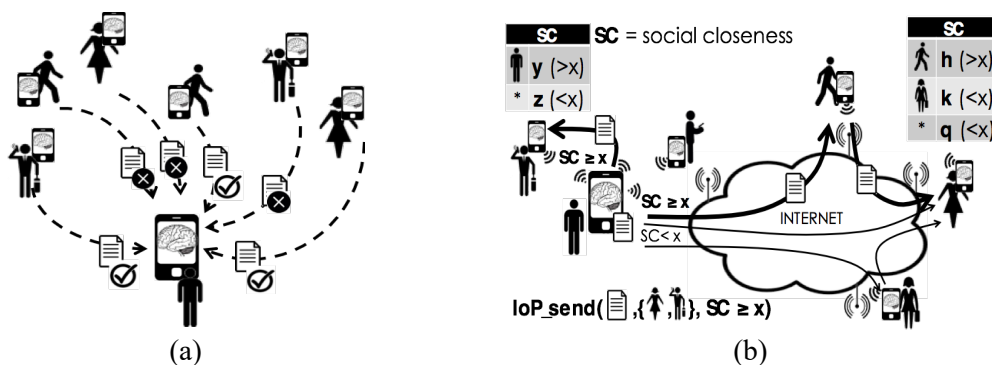 SC
SC = social closeness
y (>x)
* z (<x)
SC
h (>x)
k (<x)
* q (<x)
SC ≥ x
SC ≥ x
INTERNET
SC< x
IoP_send( ,{ , }, SC ≥ x)
(a)
(b)